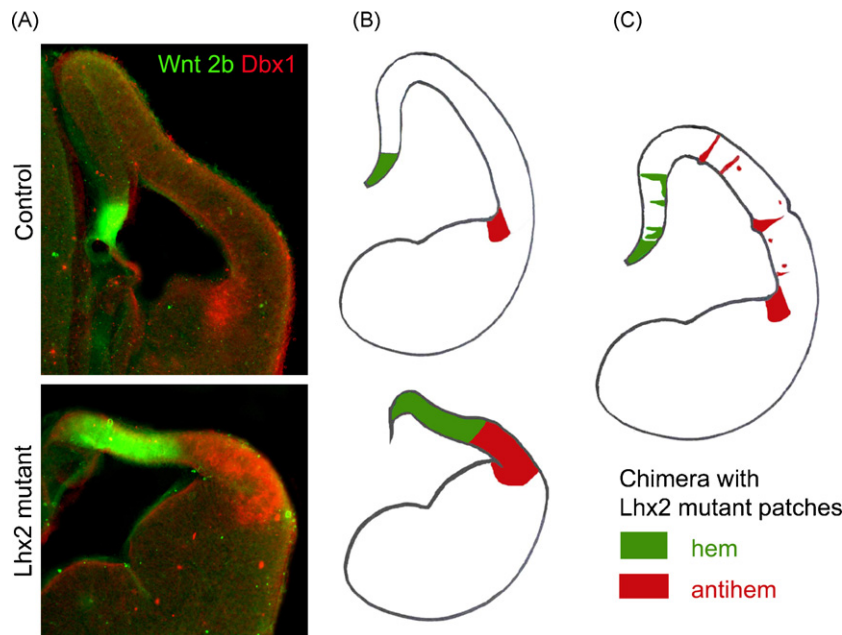 (A)
(B)
(C)
Wnt 2b Dbx1
Control
Lhx2 mutant
Chimera with
Lhx2 mutant patches
hem
antihem